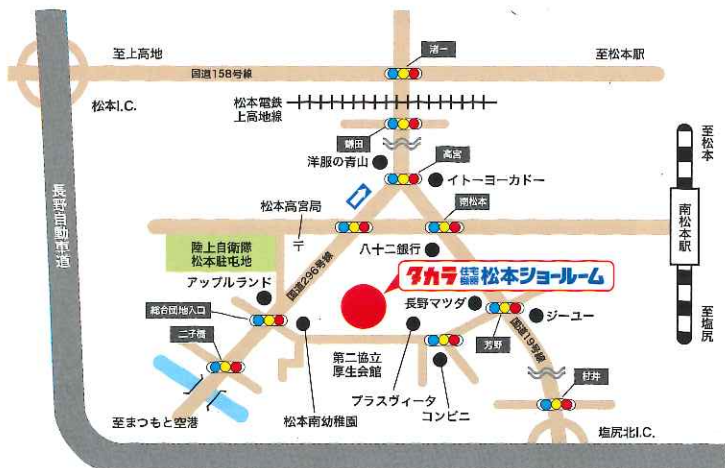 渚一
至上高地
至松本駅
国道158号線
松本I.C.
松本電鉄
上高地線
鎌田
至松本
洋服の青山
高宮
イトーヨーカドー
長野自動車道
松本高宮局
南松本
南松本駅
〒
八十二銀行
陸上自衛隊
松本駐屯地
タカラ住宅機器松本ショールーム
アップルランド
国道296号線
長野マツダ
ジーユー
総合団地入口
芳野
国道19号線
至塩尻
二子橋
第二協立
厚生会館
プラスヴィータ
村井
コンビニ
至まつもと空港
松本南幼稚園
塩尻北I.C.